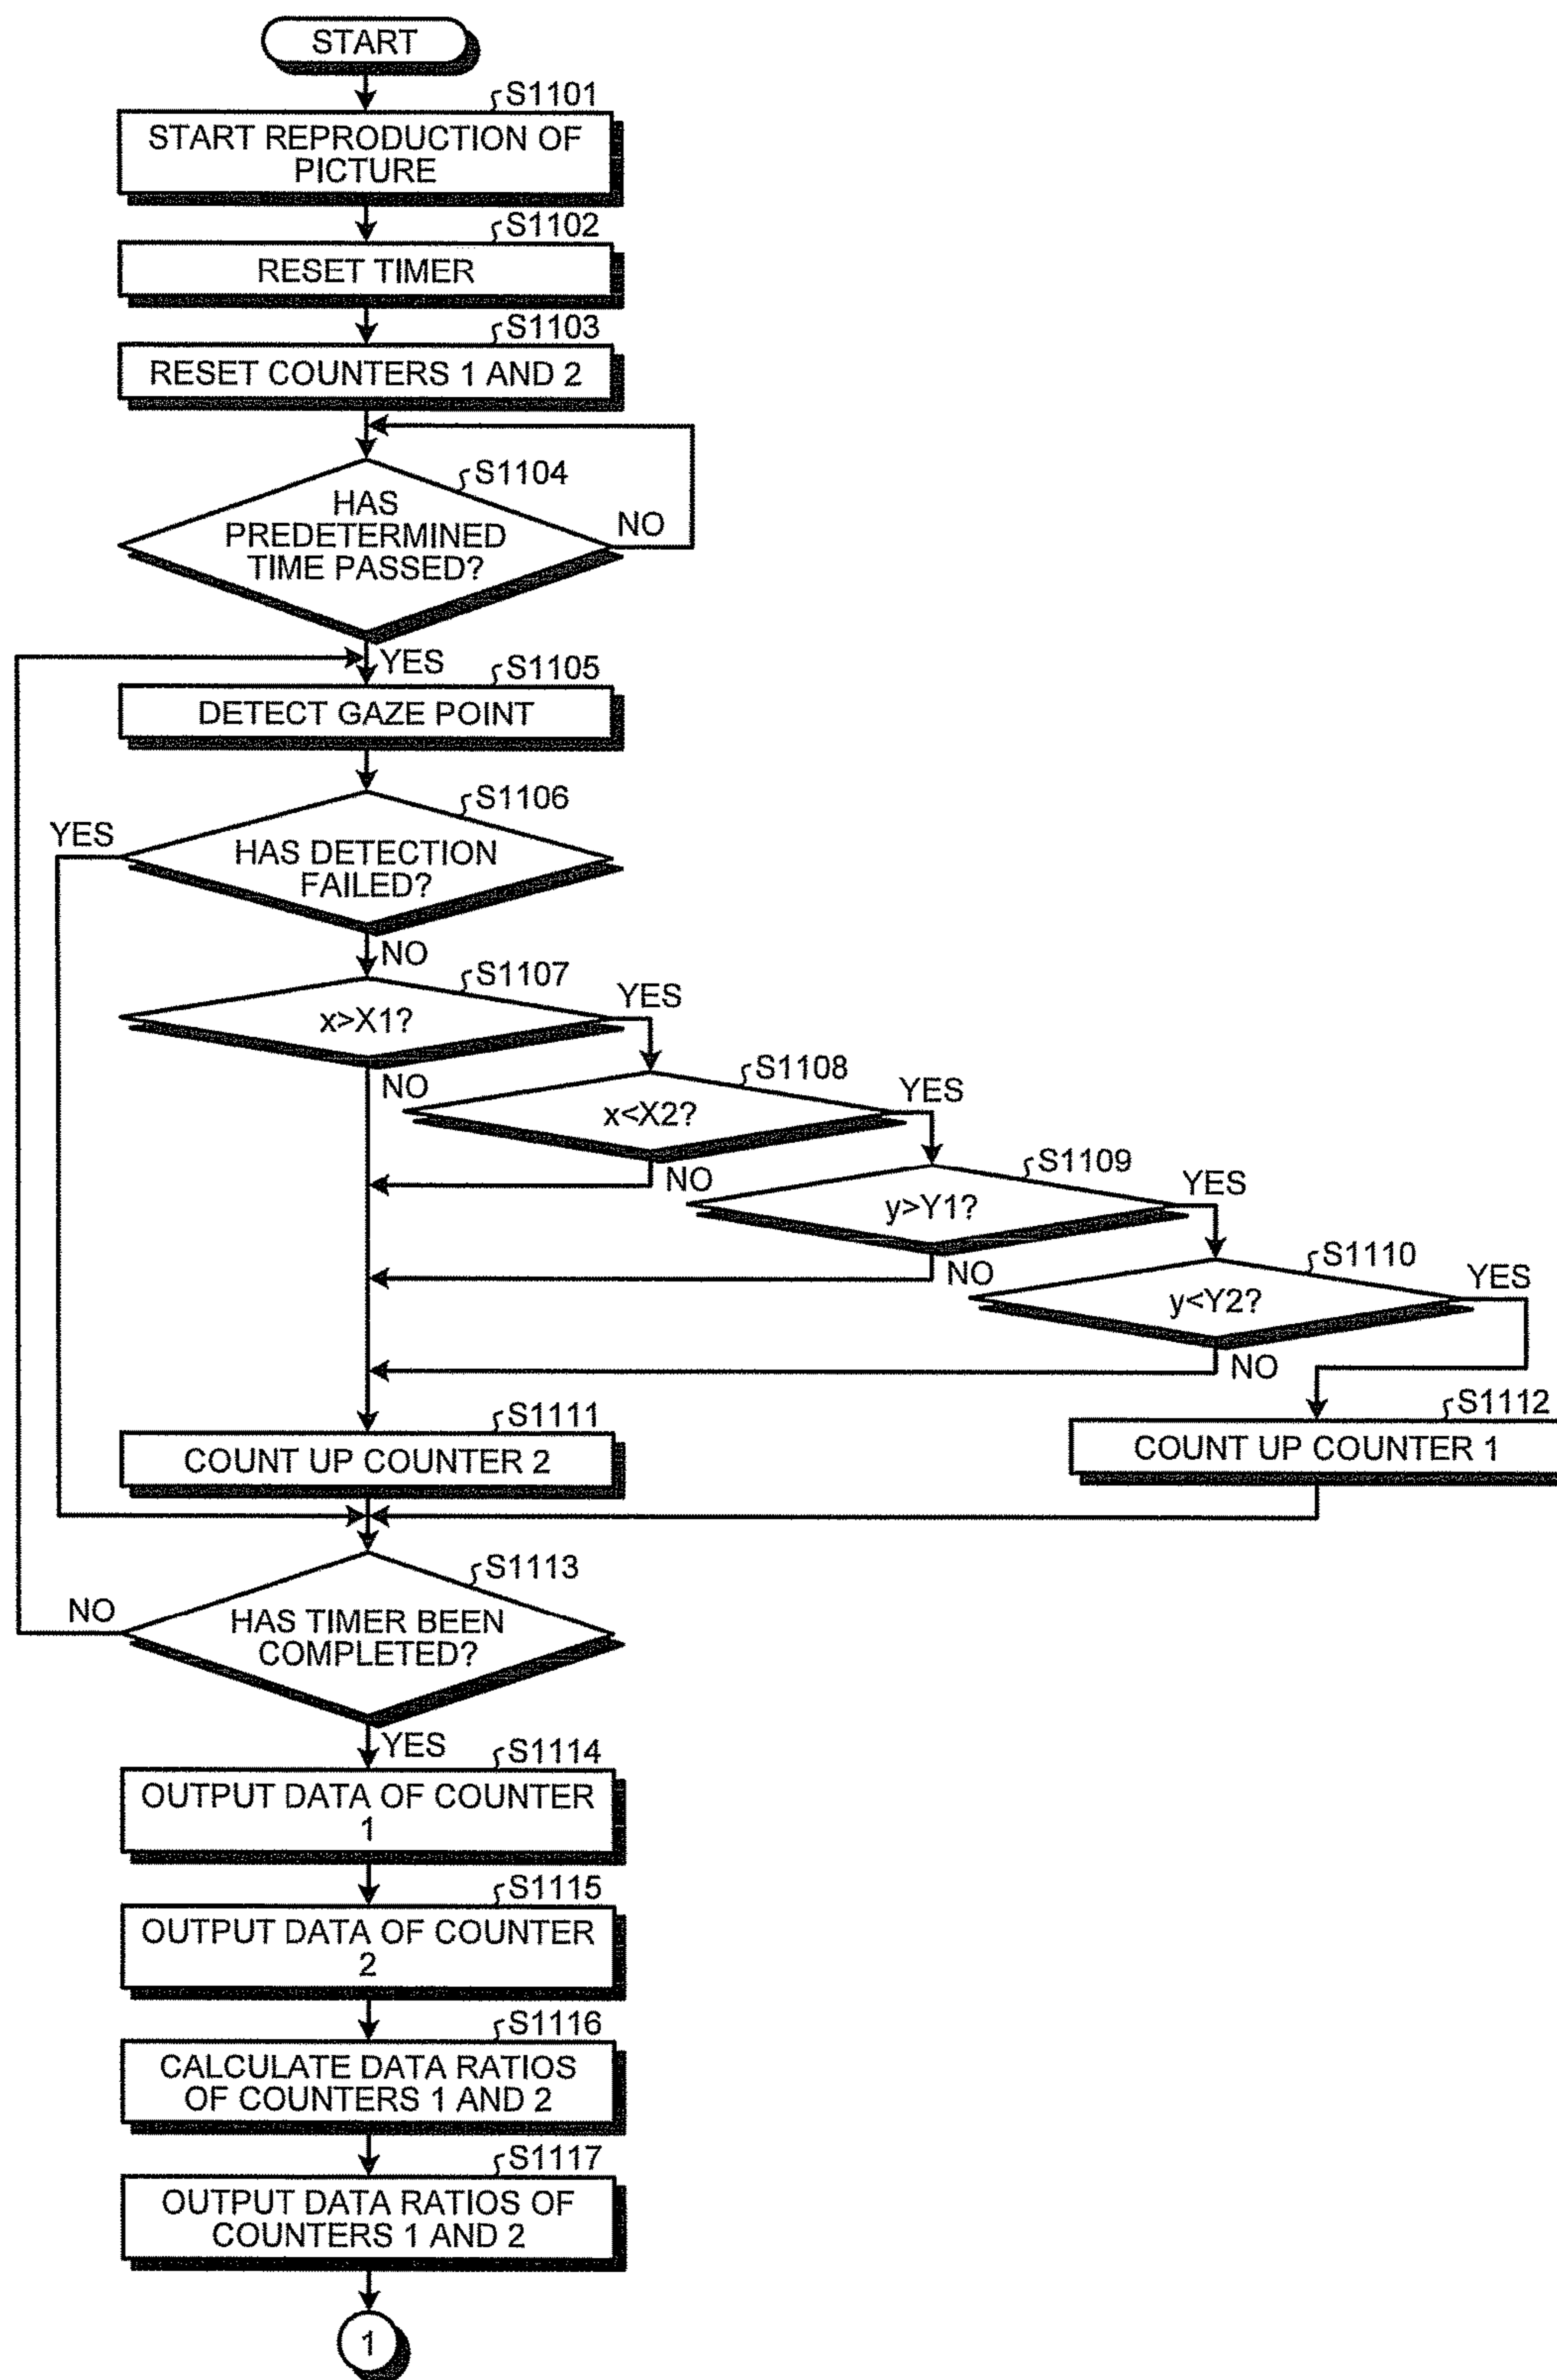 START
S1101
START REPRODUCTION OF
PICTURE
S1102
RESET TIMER
S1103
RESET COUNTERS 1 AND 2
S1104
HAS
PREDETERMINED
TIME PASSED?
NO
YES
S1105
DETECT GAZE POINT
S1106
YES
HAS DETECTION
FAILED?
NO
S1107
x>X1?
YES
NO
S1108
x<X2?
YES
NO
S1109
y>Y1?
YES
NO
S1110
y<Y2?
YES
NO
S1111
COUNT UP COUNTER 2
S1112
COUNT UP COUNTER 1
S1113
NO
HAS TIMER BEEN
COMPLETED?
YES
S1114
OUTPUT DATA OF COUNTER
1
S1115
OUTPUT DATA OF COUNTER
2
S1116
CALCULATE DATA RATIOS
OF COUNTERS 1 AND 2
S1117
OUTPUT DATA RATIOS OF
COUNTERS 1 AND 2
1